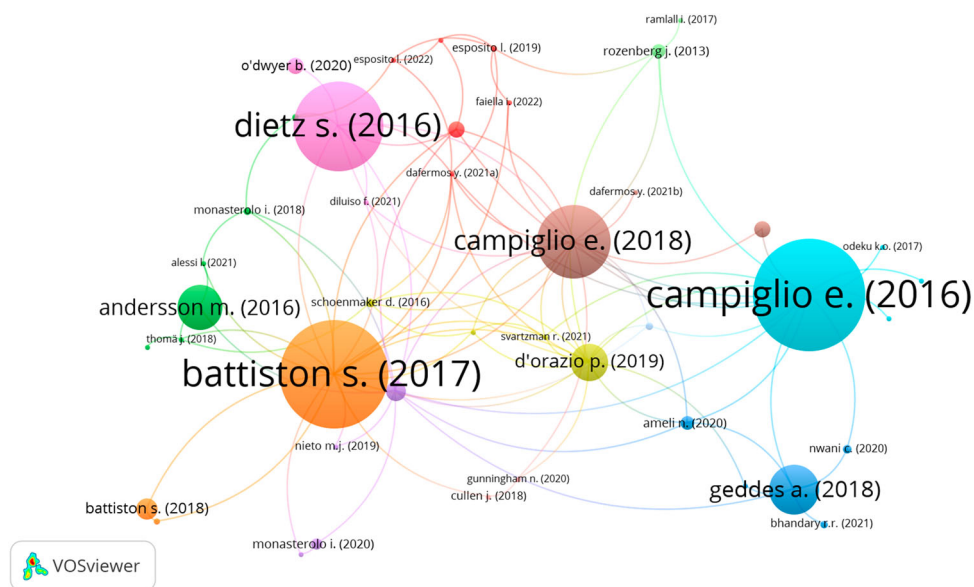 ramlall i. (2017)
esposito l. (2019)
rozenberg j. (2013)
esposito l. (2022)
o'dwyer b. (2020)
faiella i. (2022)
dietz s. (2016)
dafermos y. (2021a)
dafermos y. (2021b)
diluiso f. (2021)
monasterolo i. (2018)
campiglio e. (2018)
odeku k.o. (2017)
alessi l. (2021)
campiglio e. (2016)
schoenmaker d. (2016)
andersson m. (2016)
svartzman r. (2021)
thomä j. (2018)
d'orazio p. (2019)
battiston s. (2017)
ameli n. (2020)
nieto m.j. (2019)
nwani c. (2020)
gunningham n. (2020)
geddes a. (2018)
cullen j. (2018)
battiston s. (2018)
bhandary r.r. (2021)
monasterolo i. (2020)
VOSviewer